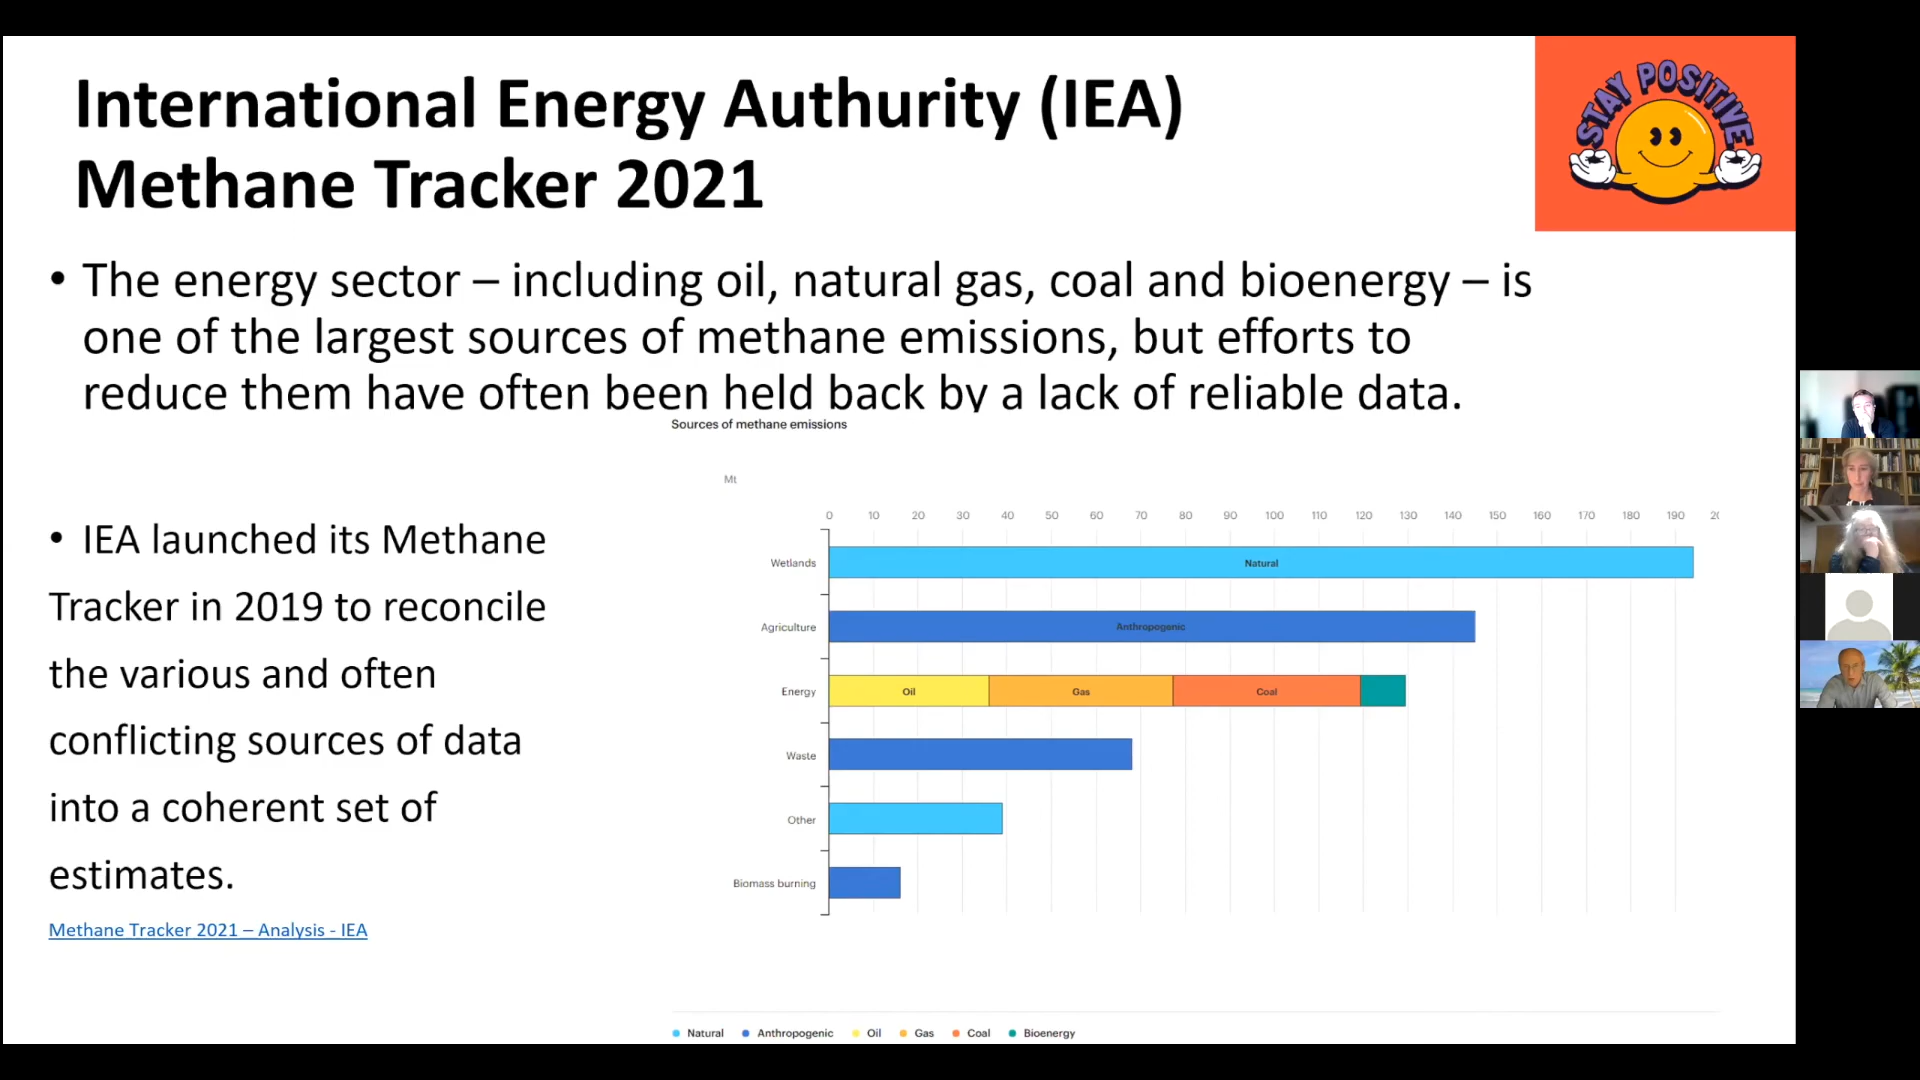 International Energy Authurity (IEA)
Methane Tracker 2021
STAY POSITIVE
• The energy sector – including oil, natural gas, coal and bioenergy – is
one of the largest sources of methane emissions, but efforts to
reduce them have often been held back by a lack of reliable data.
• IEA launched its Methane
Tracker in 2019 to reconcile
the various and often
conflicting sources of data
into a coherent set of
estimates.
Methane Tracker 2021 – Analysis - IEA
Sources of methane emissions
Mt
0 10 20 30 40 50 60 70 80 90 100 110 120 130 140 150 160 170 180 190
Wetlands Natural
Agriculture Anthropogenic
Energy Oil Gas Coal
Waste
Other
Biomass burning
Natural Anthropogenic Oil Gas Coal Bioenergy